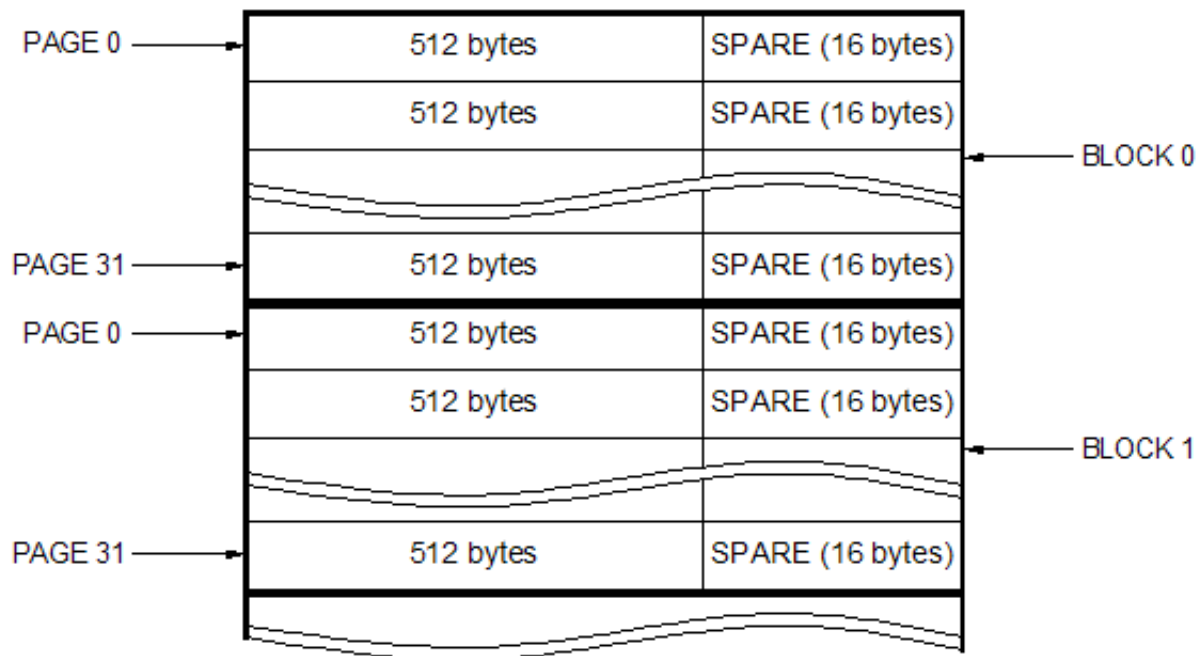 PAGE 0 512 bytes SPARE (16 bytes)
512 bytes SPARE (16 bytes)
BLOCK 0
PAGE 31 512 bytes SPARE (16 bytes)
PAGE 0 512 bytes SPARE (16 bytes)
512 bytes SPARE (16 bytes)
BLOCK 1
PAGE 31 512 bytes SPARE (16 bytes)